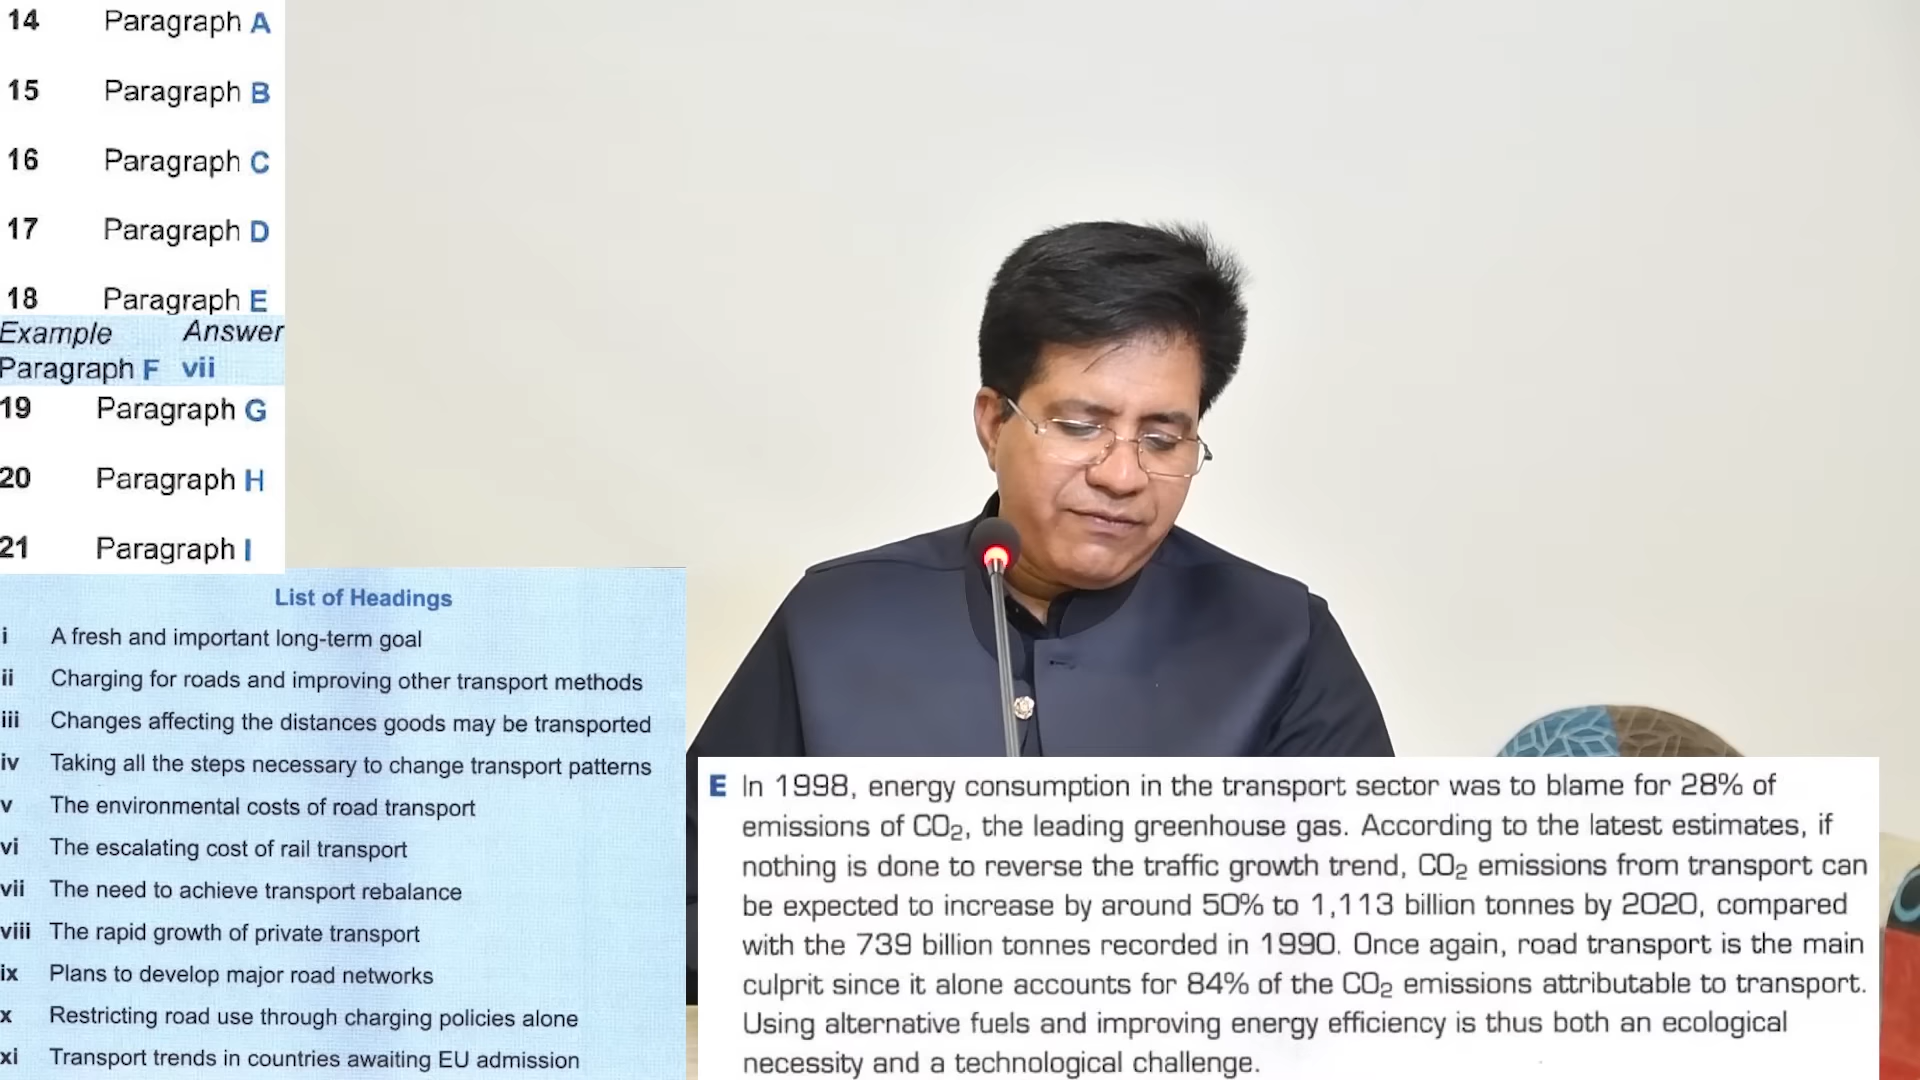 14 Paragraph A
15 Paragraph B
16 Paragraph C
17 Paragraph D
18 Paragraph E
Example Answer
Paragraph F vii
19 Paragraph G
20 Paragraph H
21 Paragraph I
List of Headings
i A fresh and important long-term goal
ii Charging for roads and improving other transport methods
iii Changes affecting the distances goods may be transported
iv Taking all the steps necessary to change transport patterns
v The environmental costs of road transport
vi The escalating cost of rail transport
vii The need to achieve transport rebalance
viii The rapid growth of private transport
ix Plans to develop major road networks
x Restricting road use through charging policies alone
xi Transport trends in countries awaiting EU admission
E In 1998, energy consumption in the transport sector was to blame for 28% of
emissions of CO₂, the leading greenhouse gas. According to the latest estimates, if
nothing is done to reverse the traffic growth trend, CO₂ emissions from transport can
be expected to increase by around 50% to 1,113 billion tonnes by 2020, compared
with the 739 billion tonnes recorded in 1990. Once again, road transport is the main
culprit since it alone accounts for 84% of the CO₂ emissions attributable to transport.
Using alternative fuels and improving energy efficiency is thus both an ecological
necessity and a technological challenge.